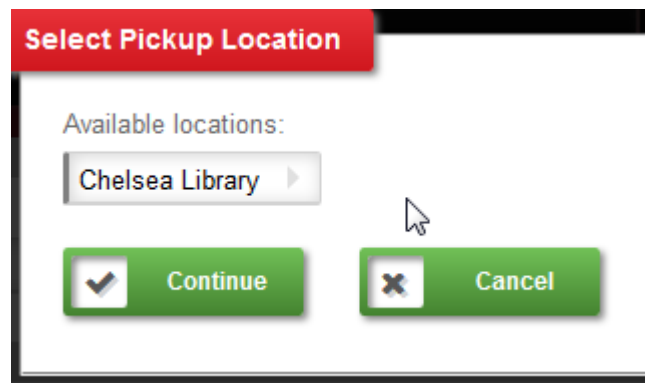 Select Pickup Location
Available locations:
Chelsea Library
Continue
Cancel